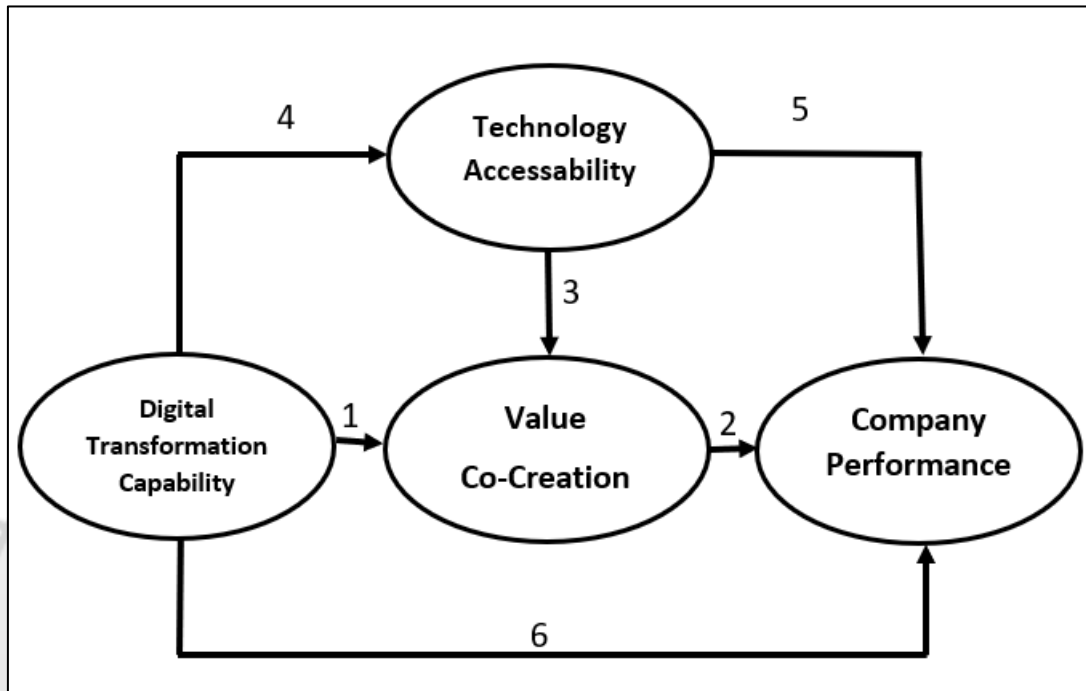 4
Technology
Accessability
5
3
Digital
Transformation
Capability
1
Value
Co-Creation
2
Company
Performance
6